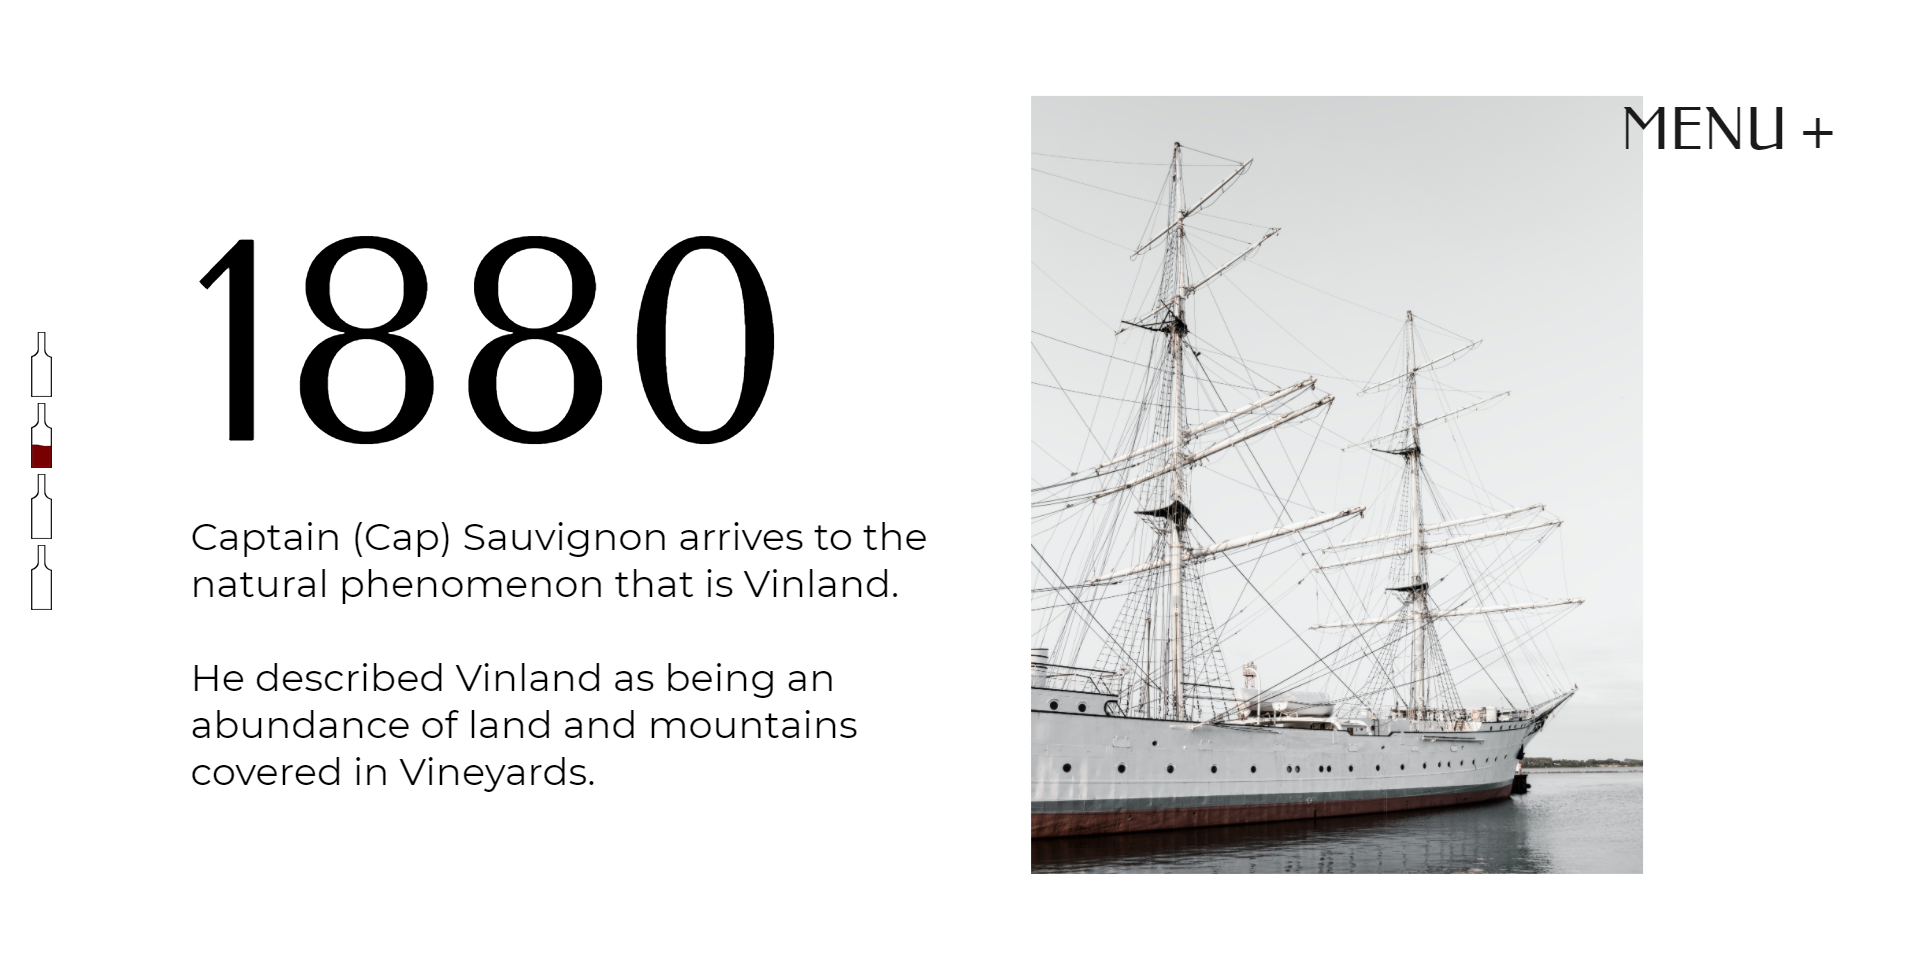 MENU +
1880
Captain (Cap) Sauvignon arrives to the
natural phenomenon that is Vinland.
He described Vinland as being an
abundance of land and mountains
covered in Vineyards.